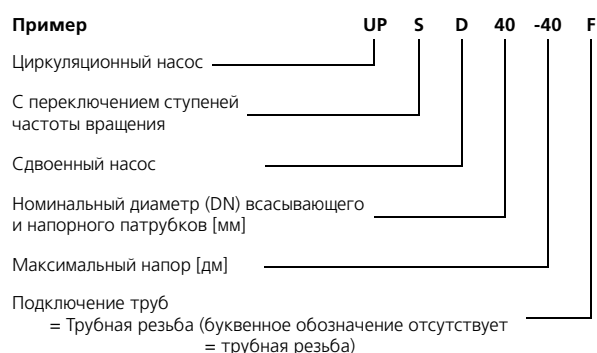 Пример UP S D 40 -40 F
Циркуляционный насос
С переключением ступеней
частоты вращения
Сдвоенный насос
Номинальный диаметр (DN) всасывающего
и напорного патрубков [мм]
Максимальный напор [дм]
Подключение труб
= Трубная резьба (буквенное обозначение отсутствует
= трубная резьба)